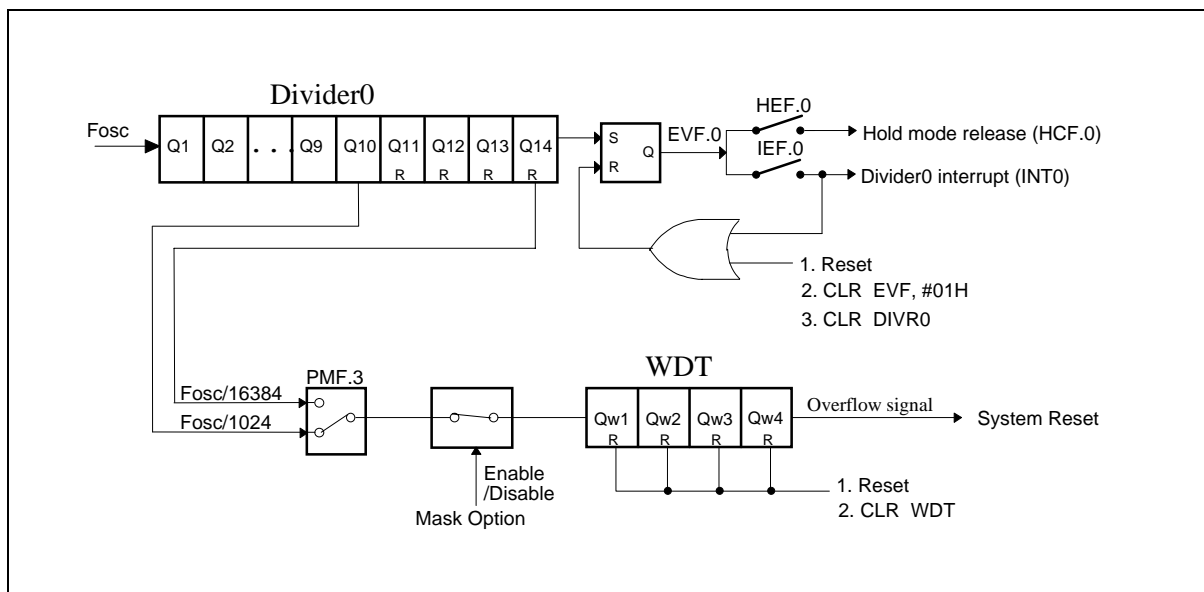 Divider0
Fosc
Q1 Q2 . . . Q9 Q10 Q11 Q12 Q13 Q14
R R R R
S
R
Q
EVF.0
HEF.0
IEF.0
Hold mode release (HCF.0)
Divider0 interrupt (INT0)
1. Reset
2. CLR EVF, #01H
3. CLR DIVR0
WDT
PMF.3
Fosc/16384
Fosc/1024
Qw1 Qw2 Qw3 Qw4
R R R R
Overflow signal
System Reset
Enable
/Disable
Mask Option
1. Reset
2. CLR WDT